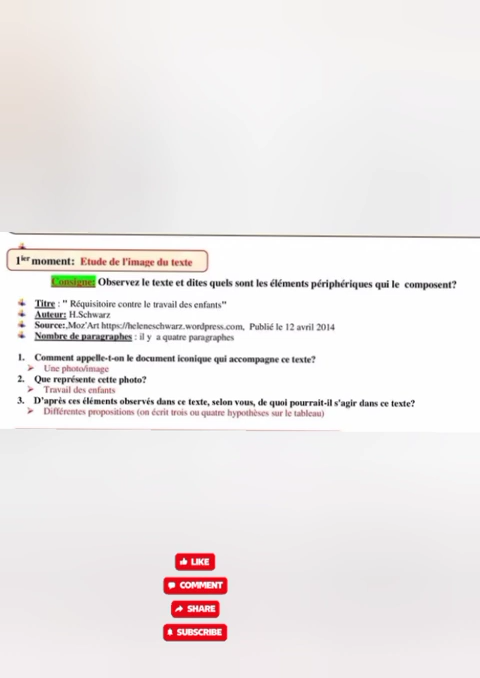 1ier moment: Etude de l'image du texte
Consigne: Observez le texte et dites quels sont les éléments périphériques qui le composent?
Titre : " Réquisitoire contre le travail des enfants"
Auteur: H.Schwarz
Source:,Moz'Art https://heleneschwarz.wordpress.com, Publié le 12 avril 2014
Nombre de paragraphes : il y a quatre paragraphes
1. Comment appelle-t-on le document iconique qui accompagne ce texte?
➤ Une photo/image
2. Que représente cette photo?
➤ Travail des enfants
3. D'après ces éléments observés dans ce texte, selon vous, de quoi pourrait-il s'agir dans ce texte?
➤ Différentes propositions (on écrit trois ou quatre hypothèses sur le tableau)
LIKE
COMMENT
SHARE
SUBSCRIBE